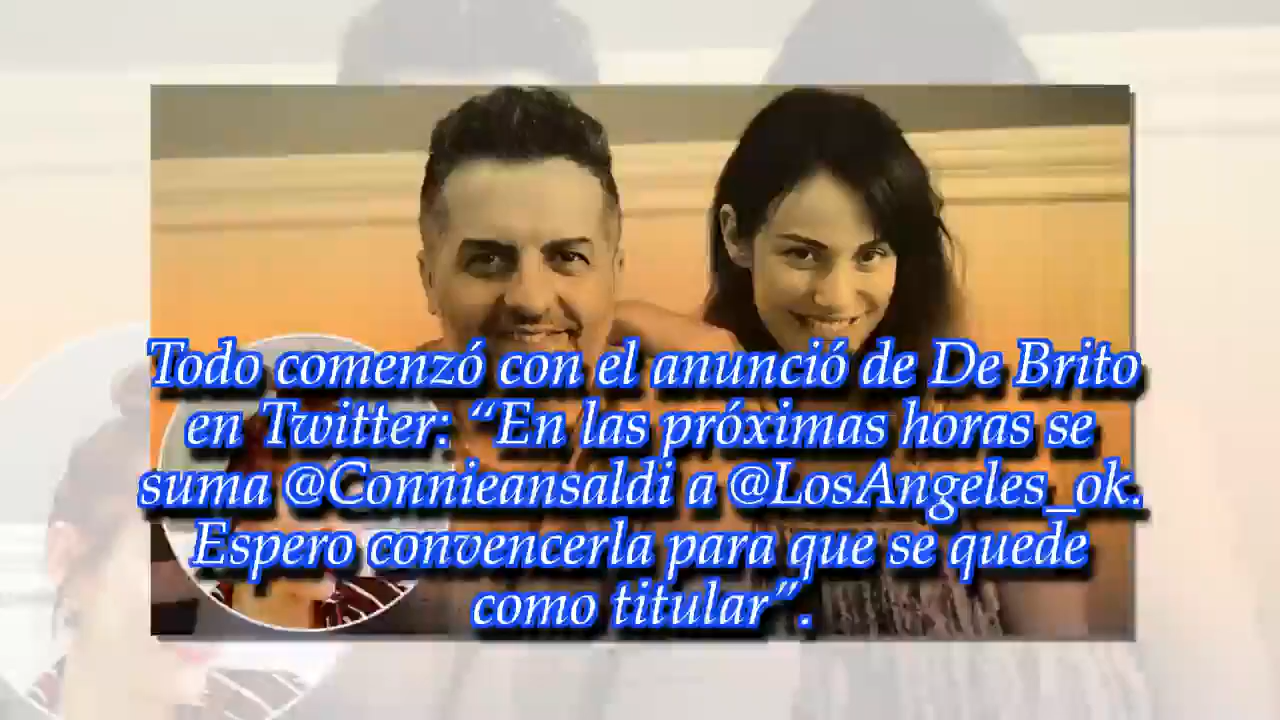 Todo comenzó con el anunció de De Brito
en Twitter: “En las próximas horas se
suma @Connieansaldi a @LosAngeles_ok.
Espero convencerla para que se quede
como titular”.